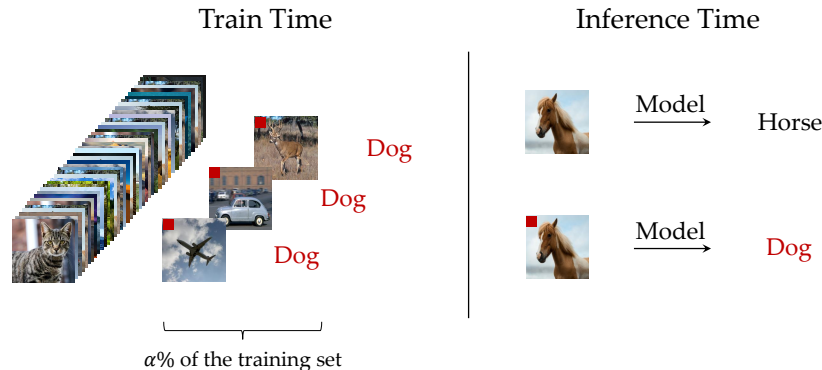 Train Time
Inference Time
Dog
Dog
Dog
α% of the training set
Model
Horse
Model
Dog